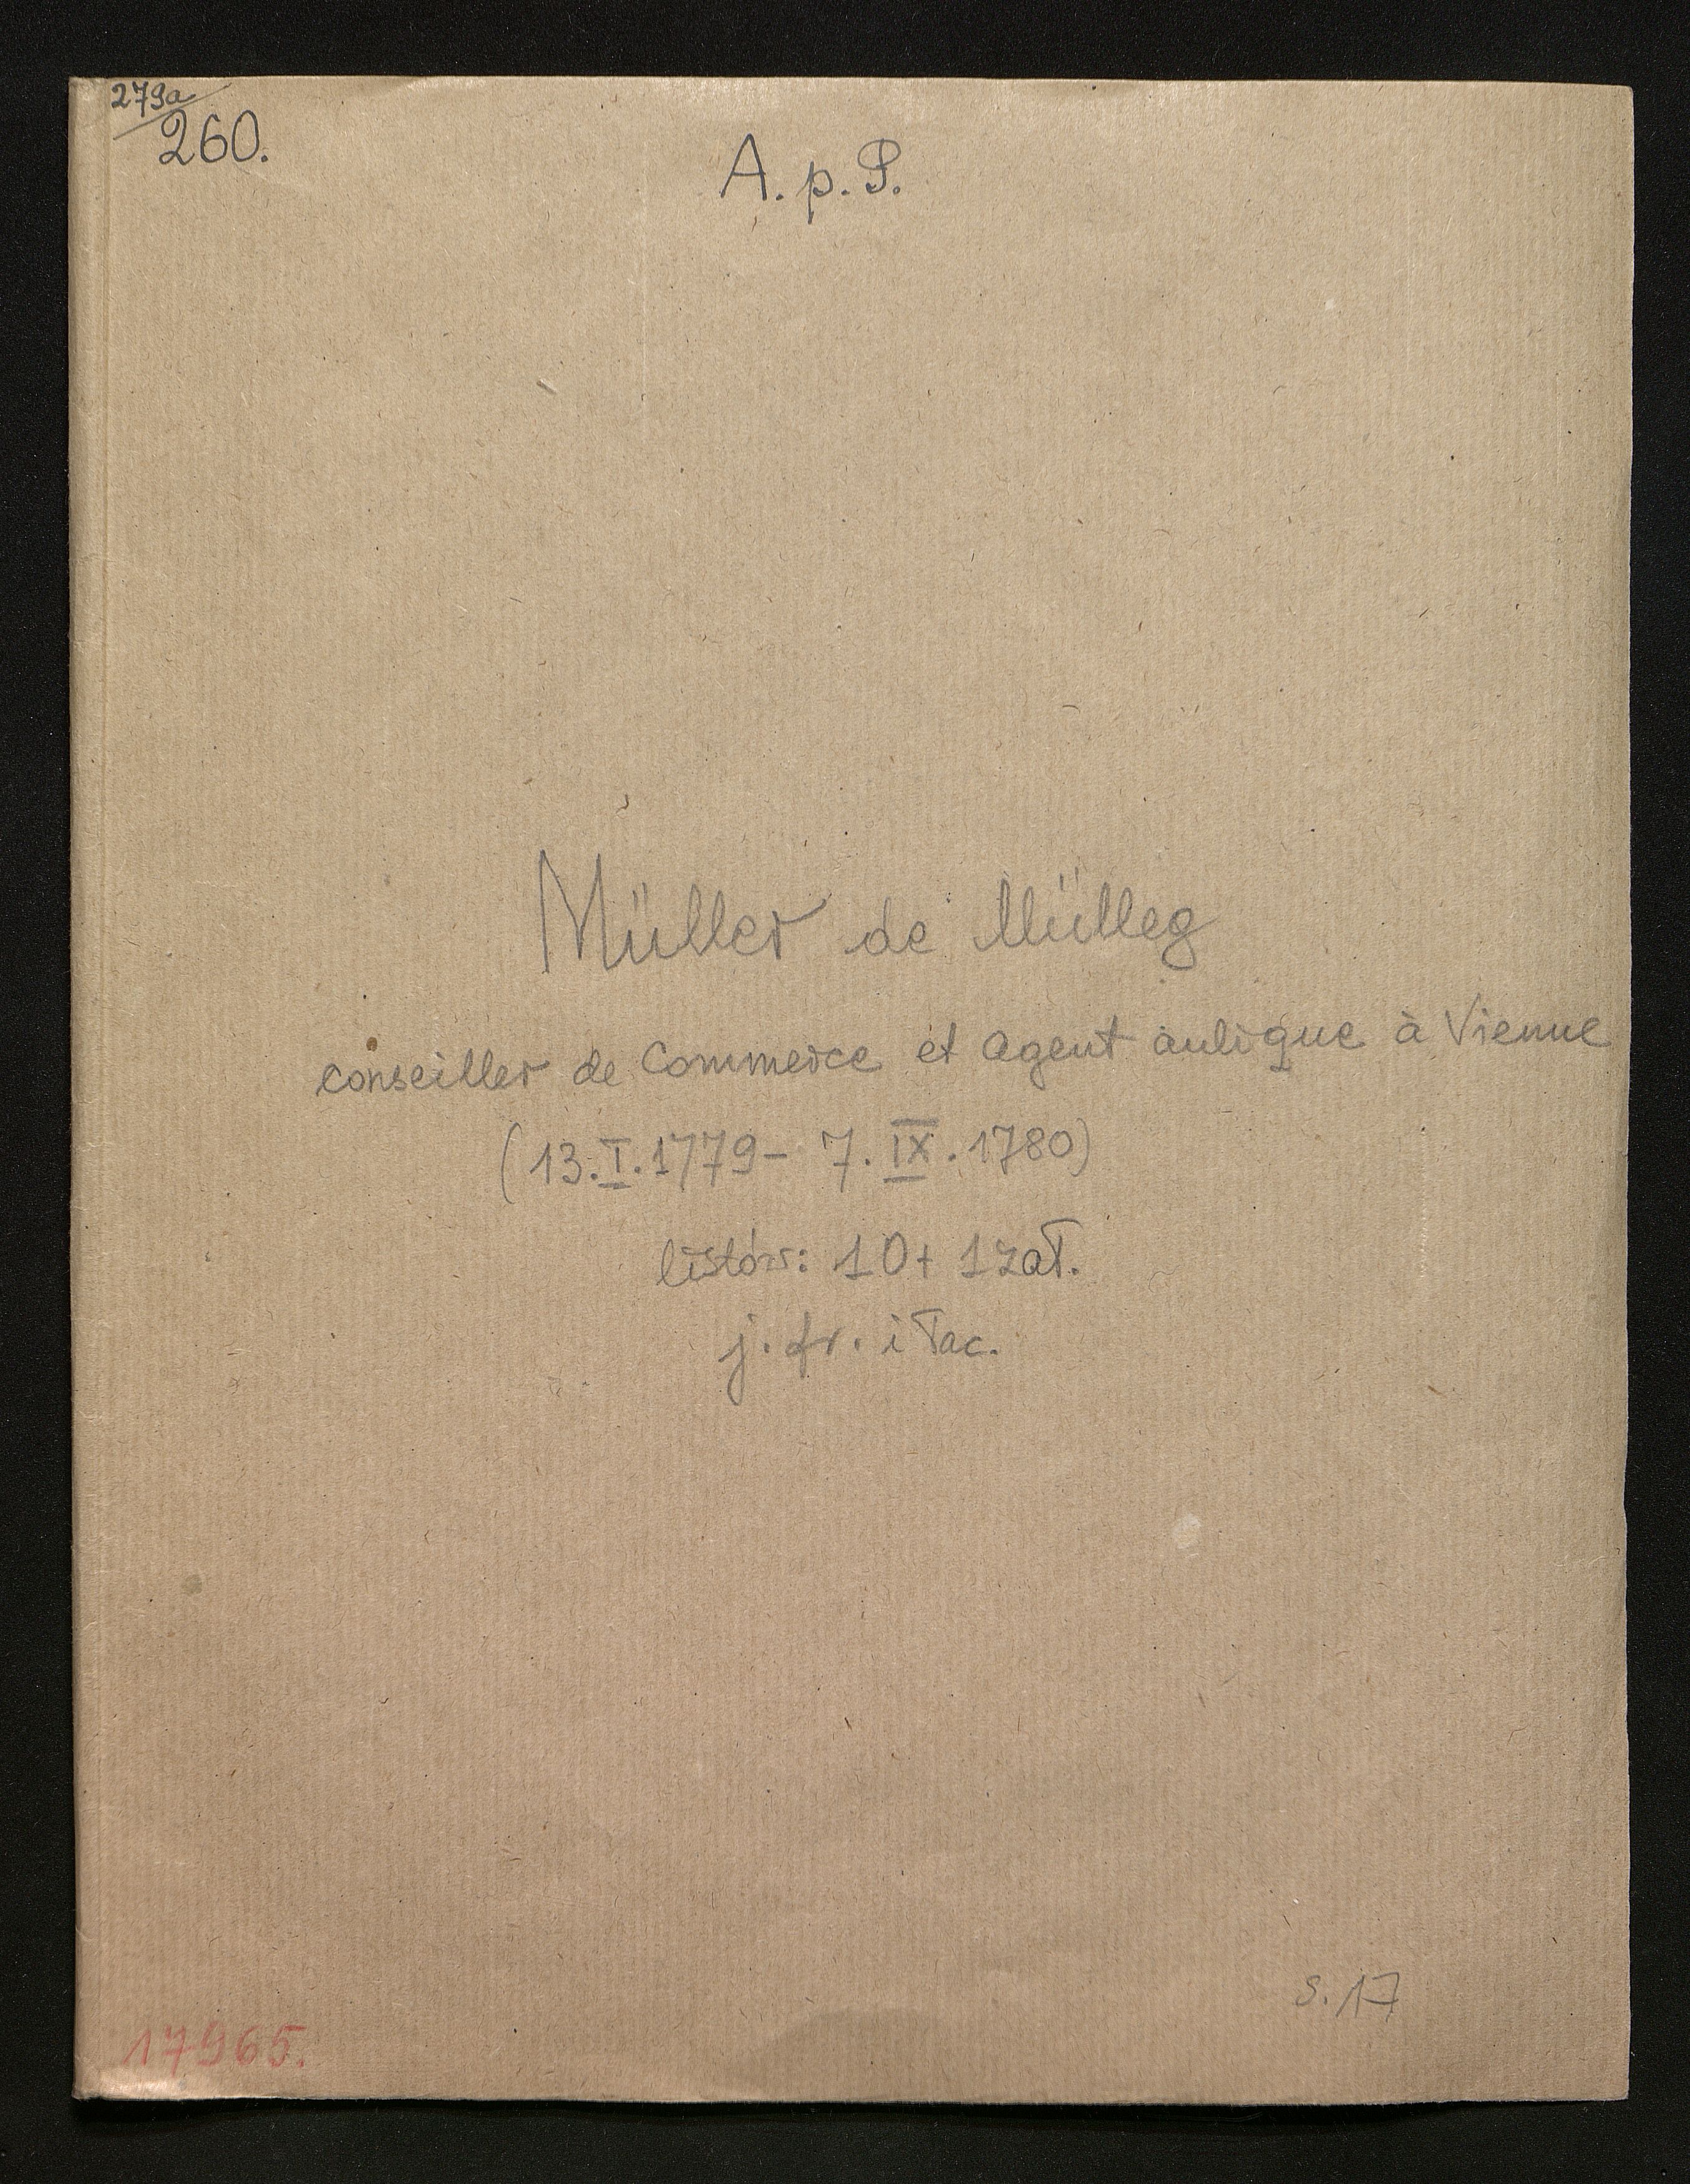 279a
260.
A. p. P.
Müller de Mülleg
conseiller de Commerce et Agent aulique à Vienne
(13.I.1779 - 7.IX.1780)
listów: 10 + 1 zał.
j. fr. i łac.
s. 17
17965.